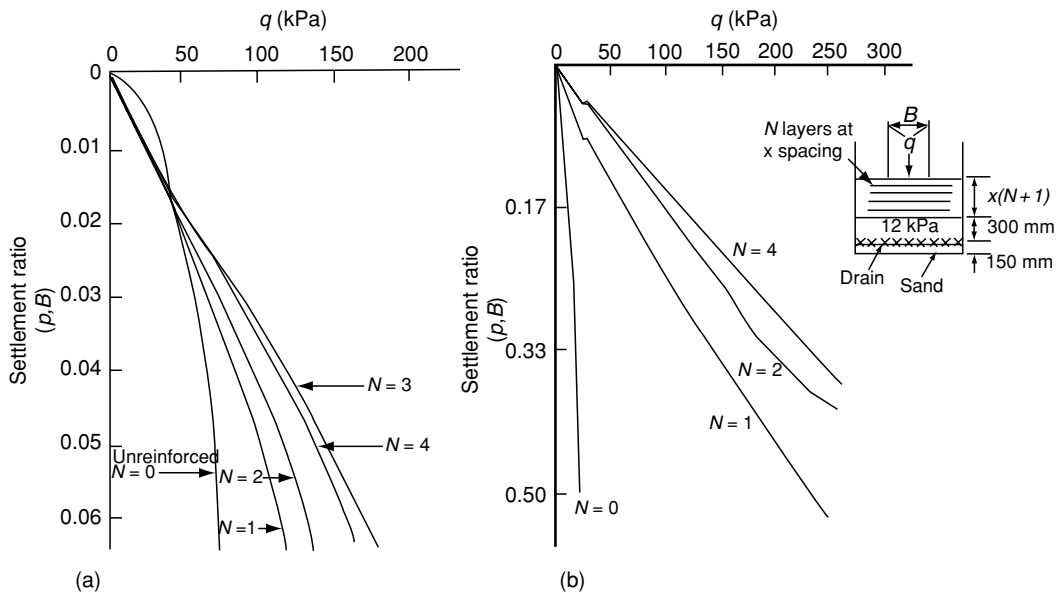 q (kPa)
0 50 100 150 200
0
0.01
0.02
0.03
0.04
0.05
0.06
Settlement ratio
(p,B)
N = 3
N = 4
Unreinforced
N = 0
N = 2
N =1
(a)
q (kPa)
0 50 100 150 200 250 300
0.17
0.33
0.50
Settlement ratio
(p,B)
N = 4
N = 2
N = 1
N = 0
B
q
N layers at
x spacing
x(N + 1)
12 kPa
300 mm
150 mm
Drain
Sand
(b)